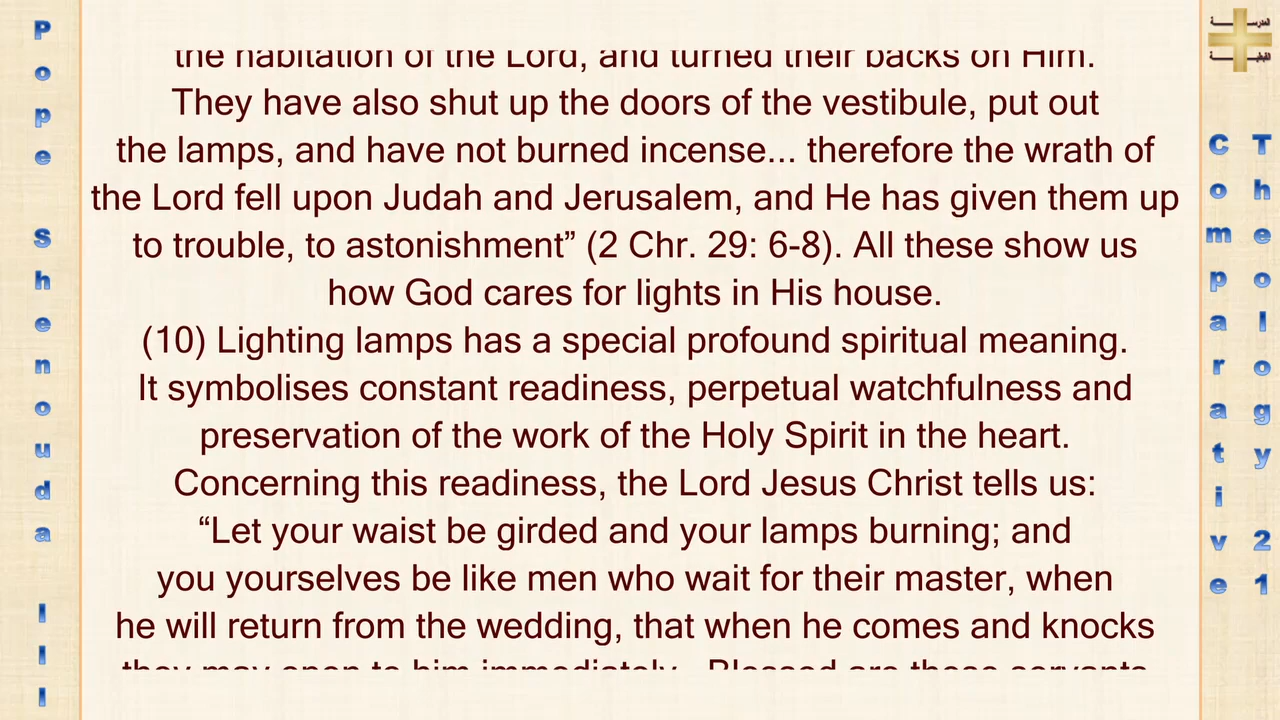 Pope Shenouda III
the habitation of the Lord, and turned their backs on Him.
They have also shut up the doors of the vestibule, put out
the lamps, and have not burned incense... therefore the wrath of
the Lord fell upon Judah and Jerusalem, and He has given them up
to trouble, to astonishment” (2 Chr. 29: 6-8). All these show us
how God cares for lights in His house.
(10) Lighting lamps has a special profound spiritual meaning.
It symbolises constant readiness, perpetual watchfulness and
preservation of the work of the Holy Spirit in the heart.
Concerning this readiness, the Lord Jesus Christ tells us:
“Let your waist be girded and your lamps burning; and
you yourselves be like men who wait for their master, when
he will return from the wedding, that when he comes and knocks
they may open to him immediately. Blessed are those servants
Comparative
Theology 21